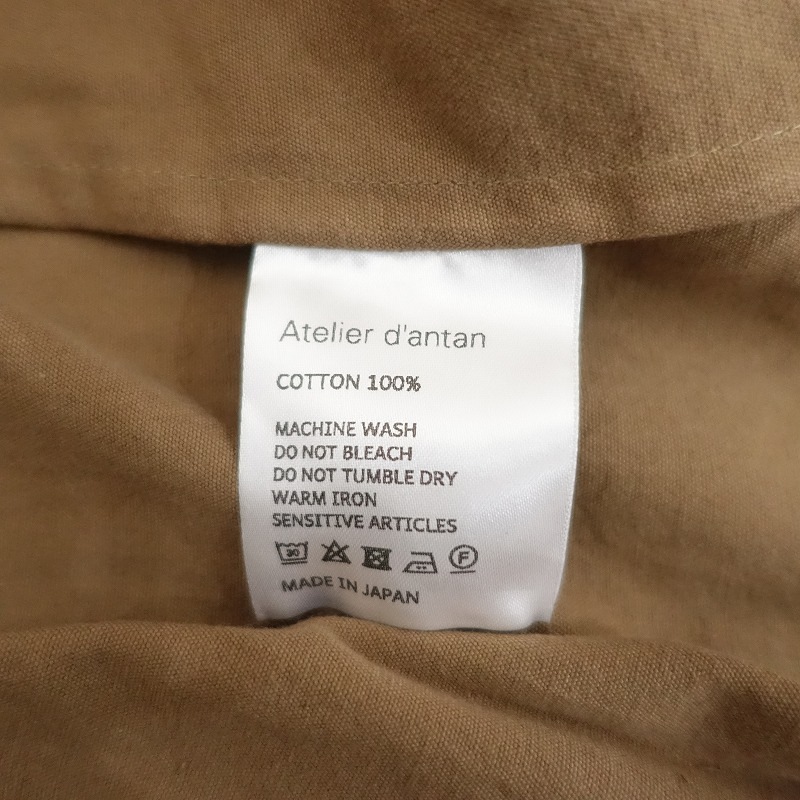 Atelier d'antan
COTTON 100%
MACHINE WASH
DO NOT BLEACH
DO NOT TUMBLE DRY
WARM IRON
SENSITIVE ARTICLES
30 F
MADE IN JAPAN